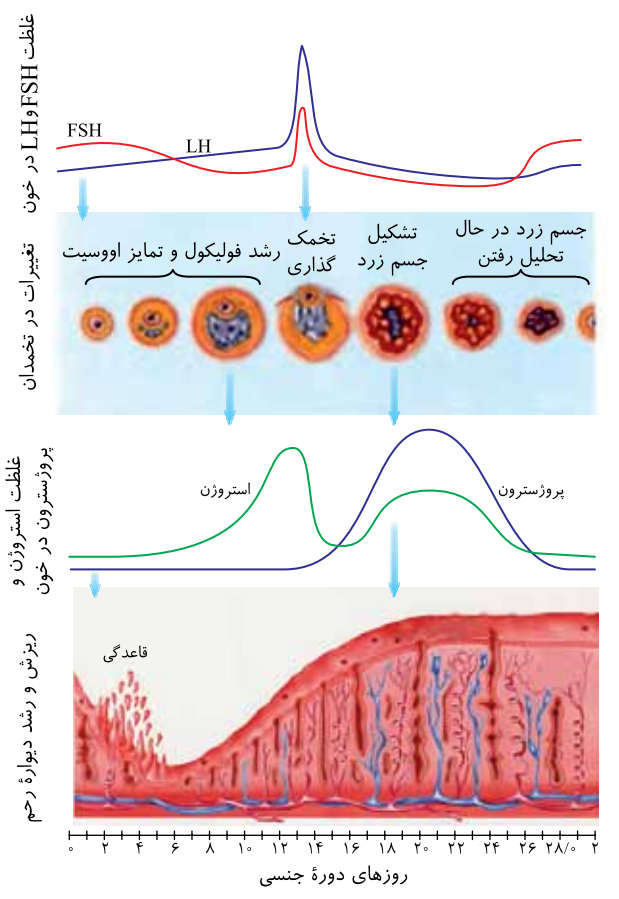 غلظت FSH و LH در خون
FSH
LH
تغییرات در تخمدان
رشد فولیکول و تمایز اووسیت
تخمک
گذاری
تشکیل
جسم زرد
جسم زرد در حال
تحلیل رفتن
غلظت استروژن و
پروژسترون در خون
استروژن
پروژسترون
ریزش و رشد دیوارۀ رحم
قاعدگی
۰ ۲ ۴ ۶ ۸ ۱۰ ۱۲ ۱۴ ۱۶ ۱۸ ۲۰ ۲۲ ۲۴ ۲۶ ۲۸/۰ ۲
روزهای دورۀ جنسی